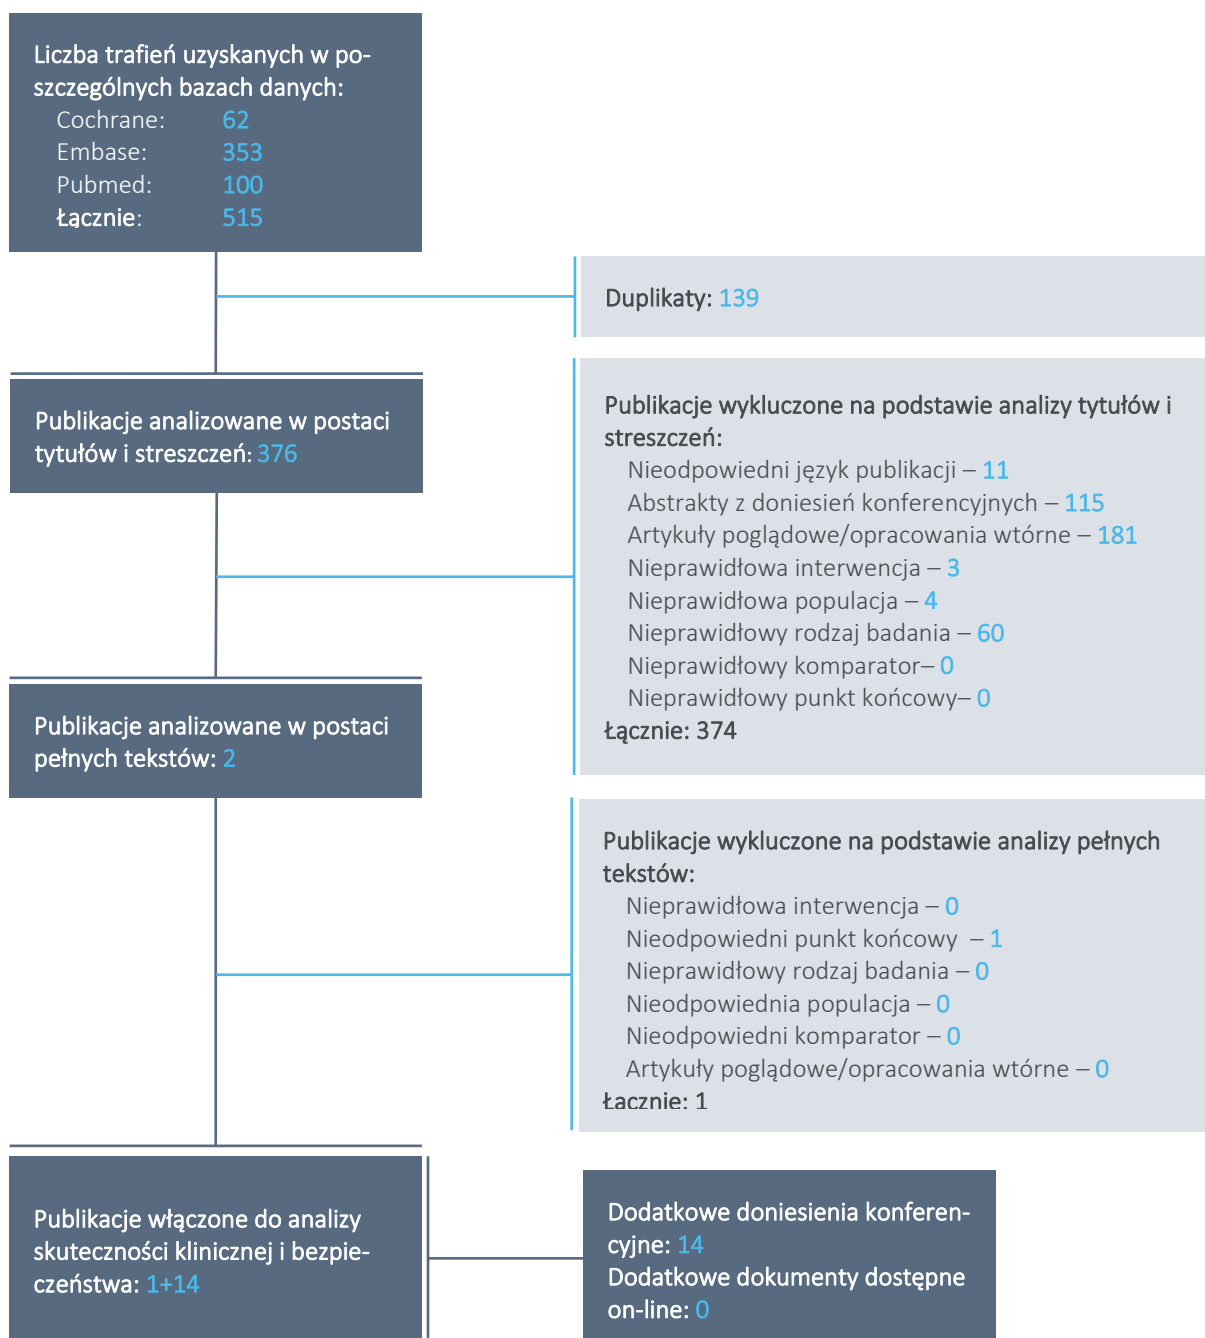 Liczba trafień uzyskanych w po-
szczególnych bazach danych:
Cochrane: 62
Embase: 353
Pubmed: 100
Łącznie: 515
Duplikaty: 139
Publikacje analizowane w postaci
tytułów i streszczeń: 376
Publikacje wykluczone na podstawie analizy tytułów i
streszczeń:
Nieodpowiedni język publikacji – 11
Abstrakty z doniesień konferencyjnych – 115
Artykuły poglądowe/opracowania wtórne – 181
Nieprawidłowa interwencja – 3
Nieprawidłowa populacja – 4
Nieprawidłowy rodzaj badania – 60
Nieprawidłowy komparator– 0
Nieprawidłowy punkt końcowy– 0
Łącznie: 374
Publikacje analizowane w postaci
pełnych tekstów: 2
Publikacje wykluczone na podstawie analizy pełnych
tekstów:
Nieprawidłowa interwencja – 0
Nieodpowiedni punkt końcowy – 1
Nieprawidłowy rodzaj badania – 0
Nieodpowiednia populacja – 0
Nieodpowiedni komparator – 0
Artykuły poglądowe/opracowania wtórne – 0
Łącznie: 1
Publikacje włączone do analizy
skuteczności klinicznej i bezpie-
czeństwa: 1+14
Dodatkowe doniesienia konferen-
cyjne: 14
Dodatkowe dokumenty dostępne
on-line: 0